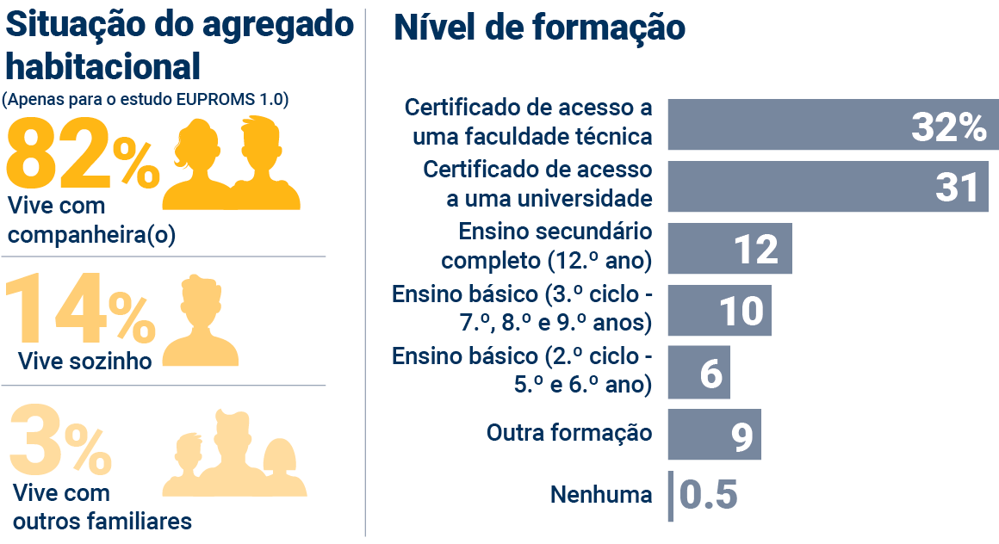 Situação do agregado
habitacional
(Apenas para o estudo EUPROMS 1.0)
82%
Vive com
companheira(o)
14%
Vive sozinho
3%
Vive com
outros familiares
Nível de formação
Certificado de acesso a
uma faculdade técnica
32%
Certificado de acesso
a uma universidade
31
Ensino secundário
completo (12.º ano)
12
Ensino básico (3.º ciclo -
7.º, 8.º e 9.º anos)
10
Ensino básico (2.º ciclo -
5.º e 6.º ano)
6
Outra formação
9
Nenhuma
0.5